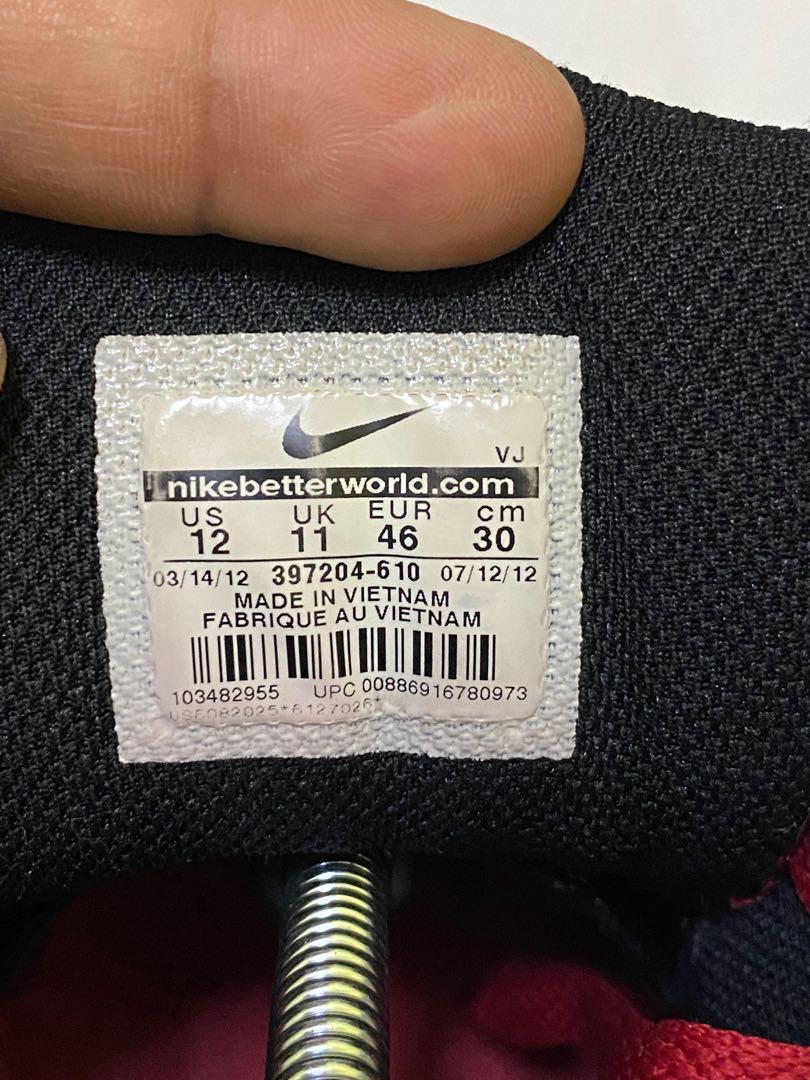 VJ
nikebetterworld.com
US UK EUR cm
12 11 46 30
03/14/12 397204-610 07/12/12
MADE IN VIETNAM
FABRIQUE AU VIETNAM
103482955 UPC 00886916780973